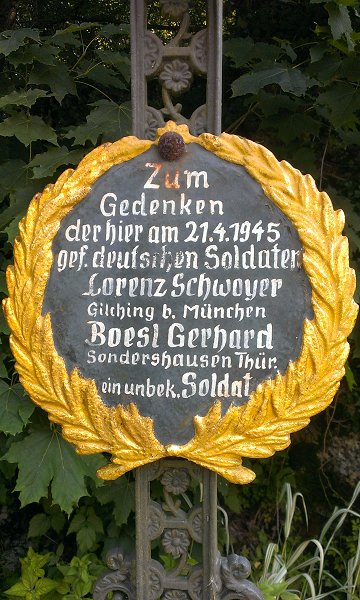 Zum
Gedenken
der hier am 21.4.1945
gef. deutschen Soldaten
Lorenz Schwoyer
Gilching b. München
Boesl Gerhard
Sondershausen Thür.
ein unbek. Soldat